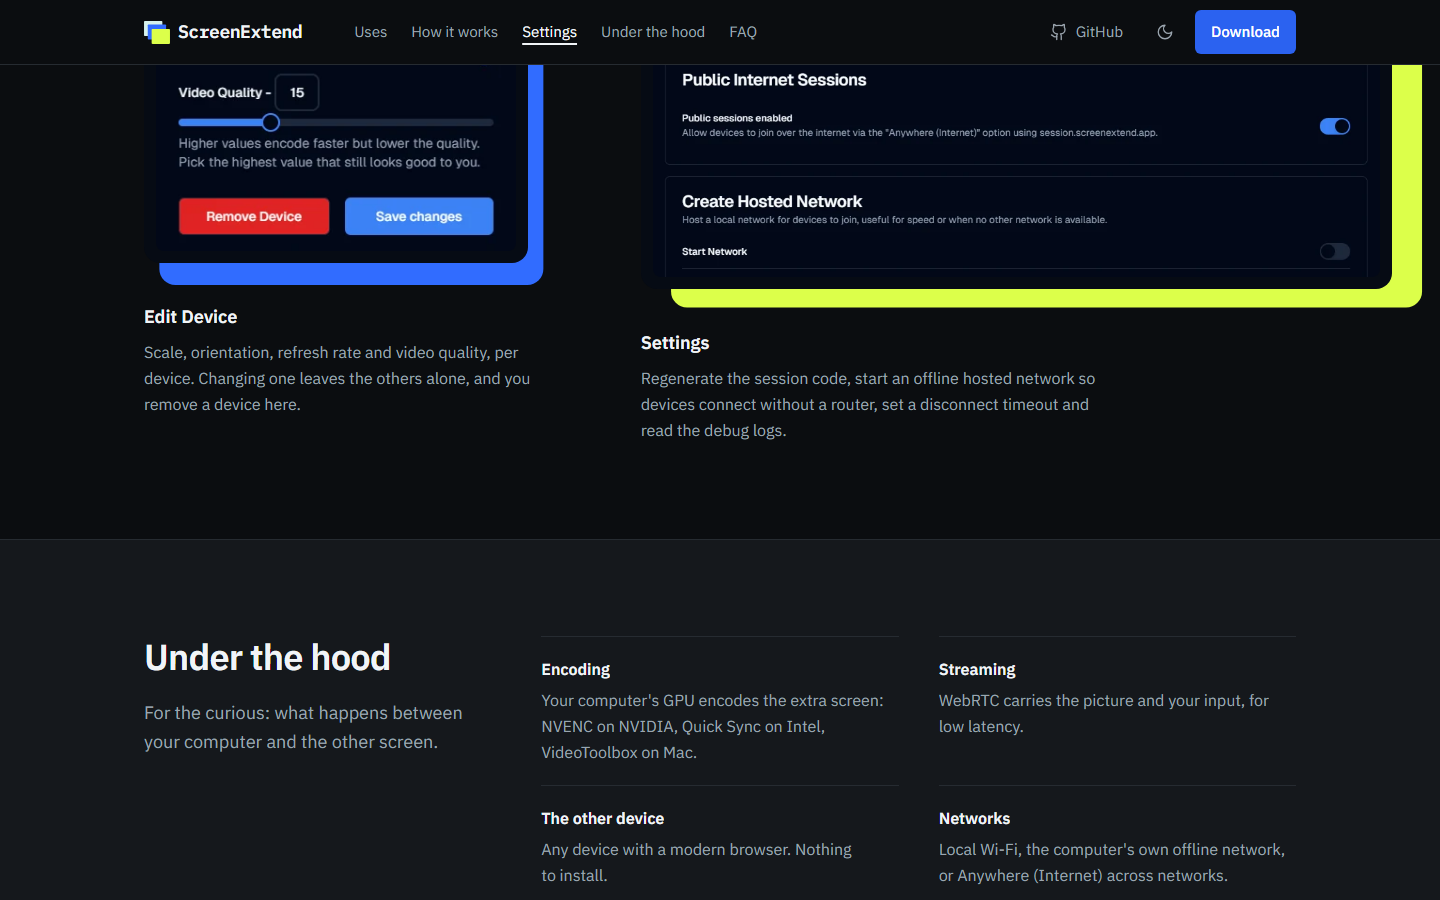 ScreenExtend
Uses
How it works
Settings
Under the hood
FAQ
GitHub
Download
Video Quality - 15
Higher values encode faster but lower the quality.
Pick the highest value that still looks good to you.
Remove Device
Save changes
Edit Device
Scale, orientation, refresh rate and video quality, per
device. Changing one leaves the others alone, and you
remove a device here.
Public Internet Sessions
Public sessions enabled
Allow devices to join over the internet via the "Anywhere (Internet)" option using session.screenextend.app.
Create Hosted Network
Host a local network for devices to join, useful for speed or when no other network is available.
Start Network
Settings
Regenerate the session code, start an offline hosted network so
devices connect without a router, set a disconnect timeout and
read the debug logs.
Under the hood
For the curious: what happens between
your computer and the other screen.
Encoding
Your computer's GPU encodes the extra screen:
NVENC on NVIDIA, Quick Sync on Intel,
VideoToolbox on Mac.
Streaming
WebRTC carries the picture and your input, for
low latency.
The other device
Any device with a modern browser. Nothing
to install.
Networks
Local Wi-Fi, the computer's own offline network,
or Anywhere (Internet) across networks.